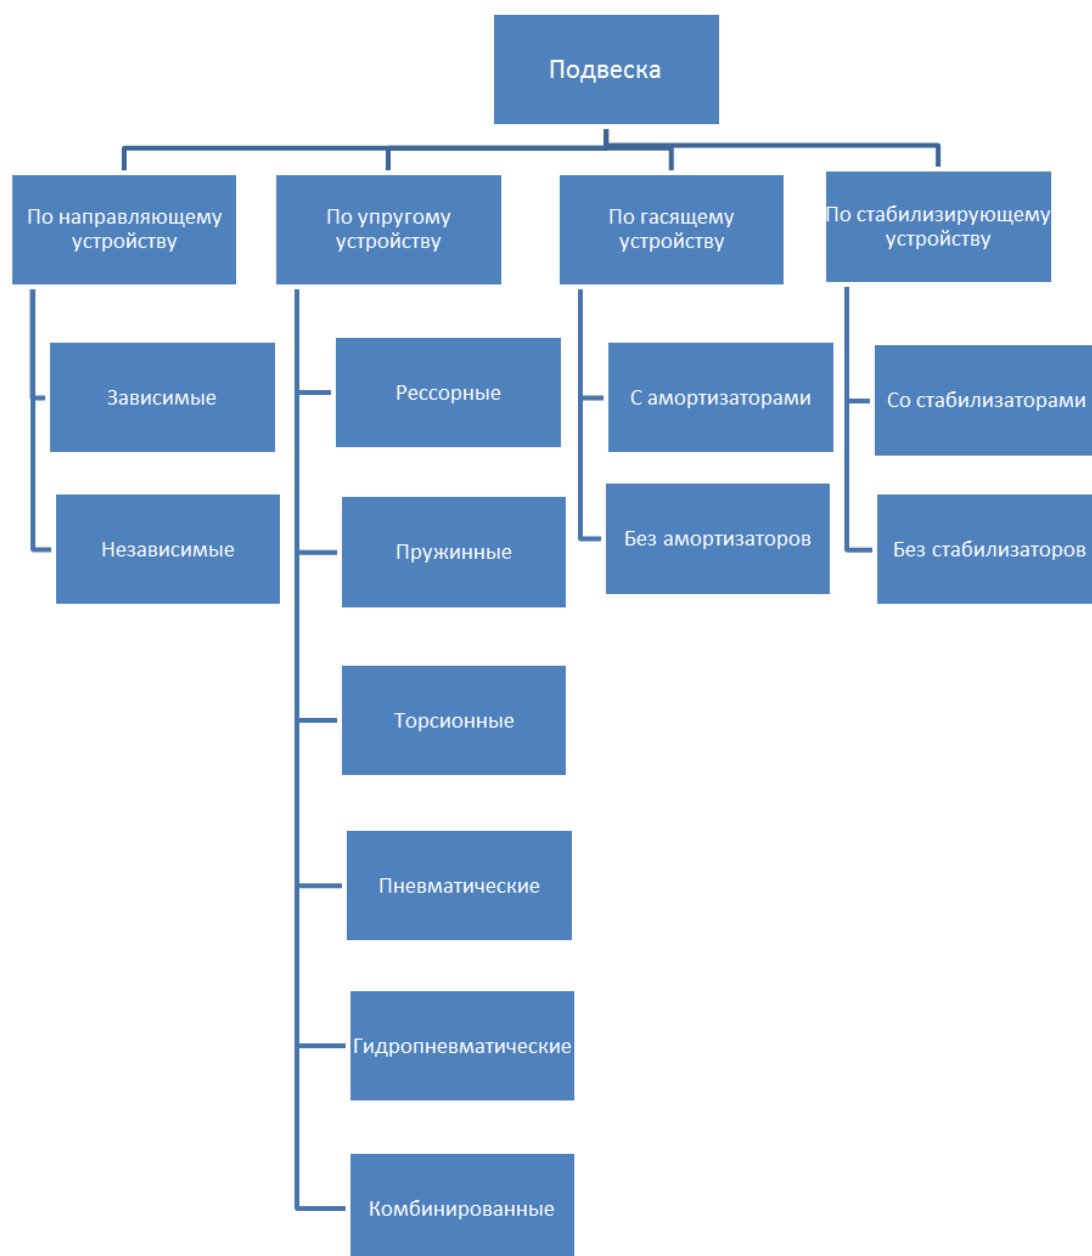 Подвеска
По направляющему
устройству
По упругому
устройству
По гасящему
устройству
По стабилизирующему
устройству
Зависимые
Независимые
Рессорные
Пружинные
Торсионные
Пневматические
Гидропневматические
Комбинированные
С амортизаторами
Без амортизаторов
Со стабилизаторами
Без стабилизаторов